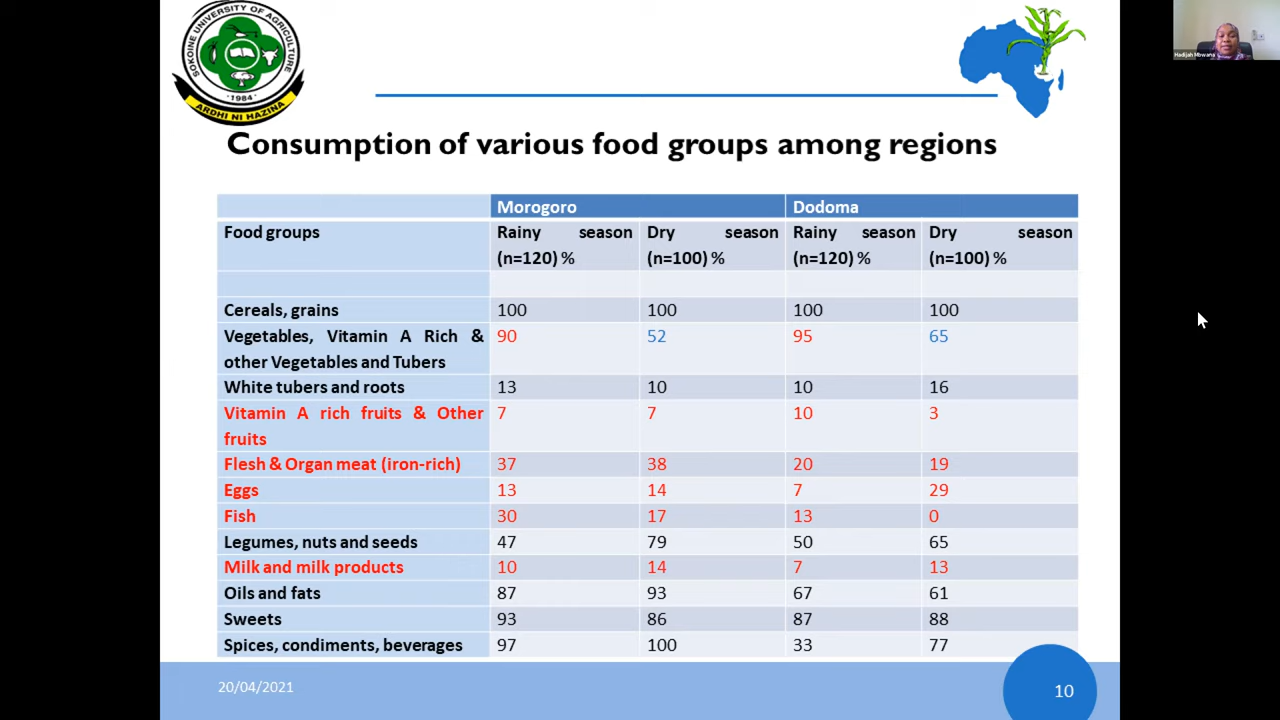 SOKOINE UNIVERSITY OF AGRICULTURE
1984
ARDHI NI HAZINA
Hadijah Mbwana
Consumption of various food groups among regions
Morogoro Dodoma
Food groups Rainy season (n=120) % Dry season (n=100) % Rainy season (n=120) % Dry season (n=100) %
Cereals, grains 100 100 100 100
Vegetables, Vitamin A Rich & 90 52 95 65
other Vegetables and Tubers
White tubers and roots 13 10 10 16
Vitamin A rich fruits & Other 7 7 10 3
fruits
Flesh & Organ meat (iron-rich) 37 38 20 19
Eggs 13 14 7 29
Fish 30 17 13 0
Legumes, nuts and seeds 47 79 50 65
Milk and milk products 10 14 7 13
Oils and fats 87 93 67 61
Sweets 93 86 87 88
Spices, condiments, beverages 97 100 33 77
20/04/2021
10